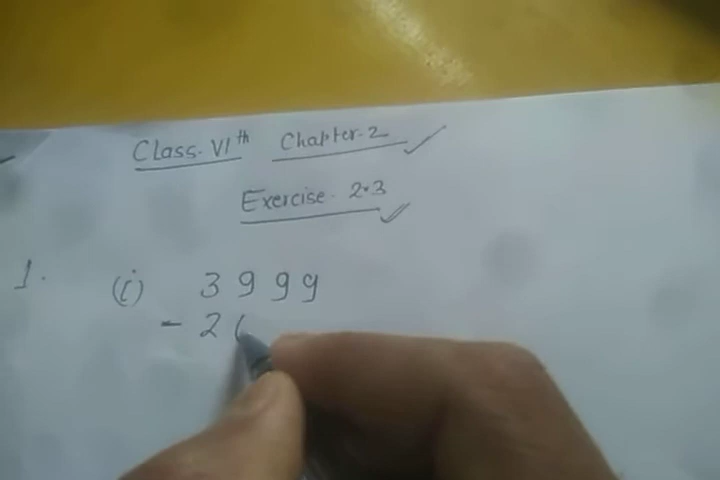 Class. VIth Chapter-2
Exercise. 2.3
1. (i) 3999
- 2